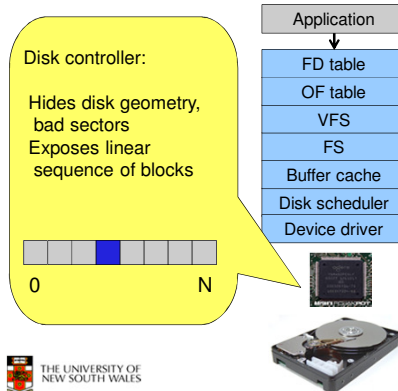 Application
Disk controller:
FD table
Hides disk geometry,
bad sectors
Exposes linear
sequence of blocks
OF table
VFS
FS
Buffer cache
Disk scheduler
Device driver
0 N
THE UNIVERSITY OF
NEW SOUTH WALES